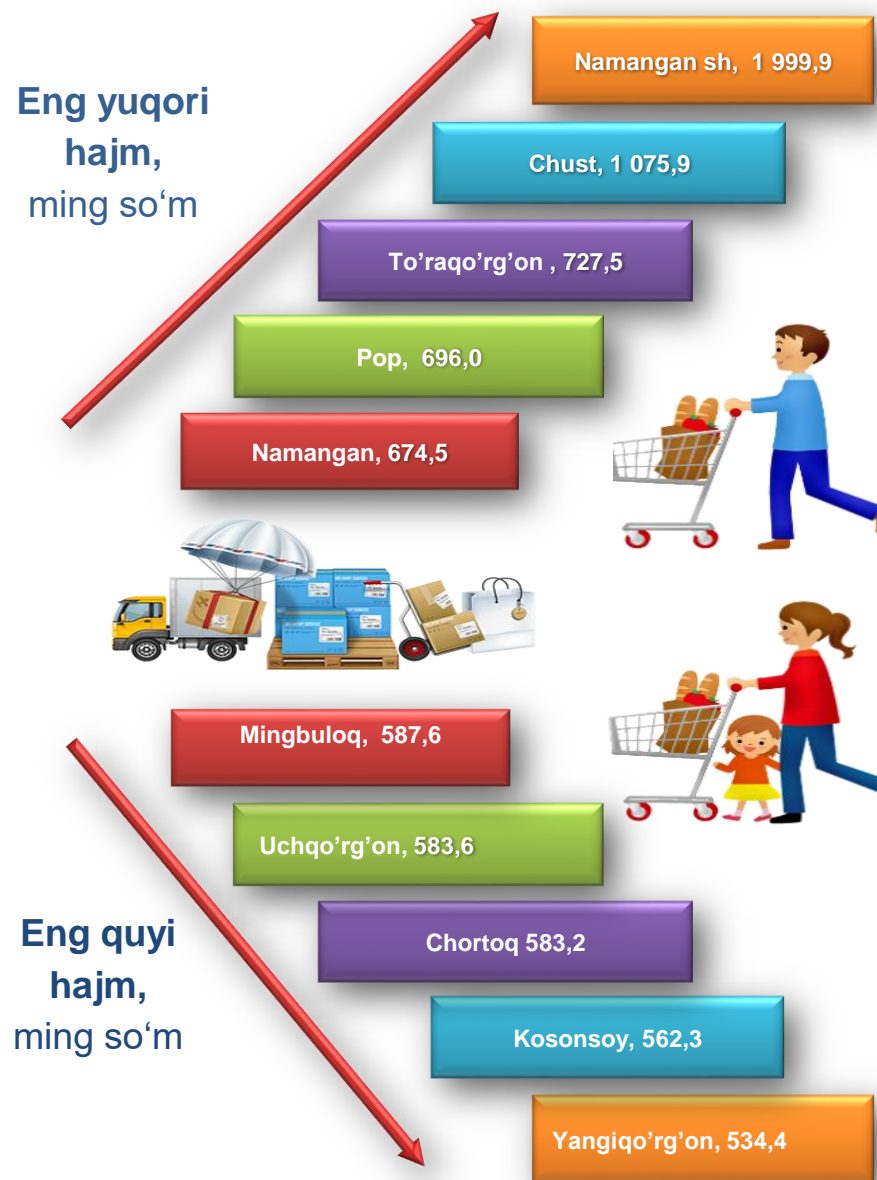 Eng yuqori
hajm,
ming so‘m
Namangan sh, 1 999,9
Chust, 1 075,9
To’raqo’rg’on , 727,5
Pop, 696,0
Namangan, 674,5
Mingbuloq, 587,6
Uchqo’rg’on, 583,6
Chortoq 583,2
Kosonsoy, 562,3
Yangiqo’rg’on, 534,4
Eng quyi
hajm,
ming so‘m